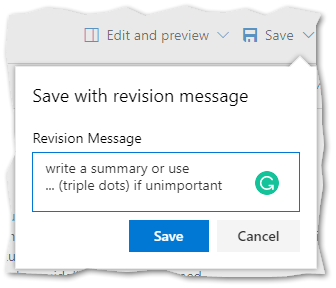 Edit and preview
Save
Save with revision message
Revision Message
write a summary or use
... (triple dots) if unimportant
Save
Cancel